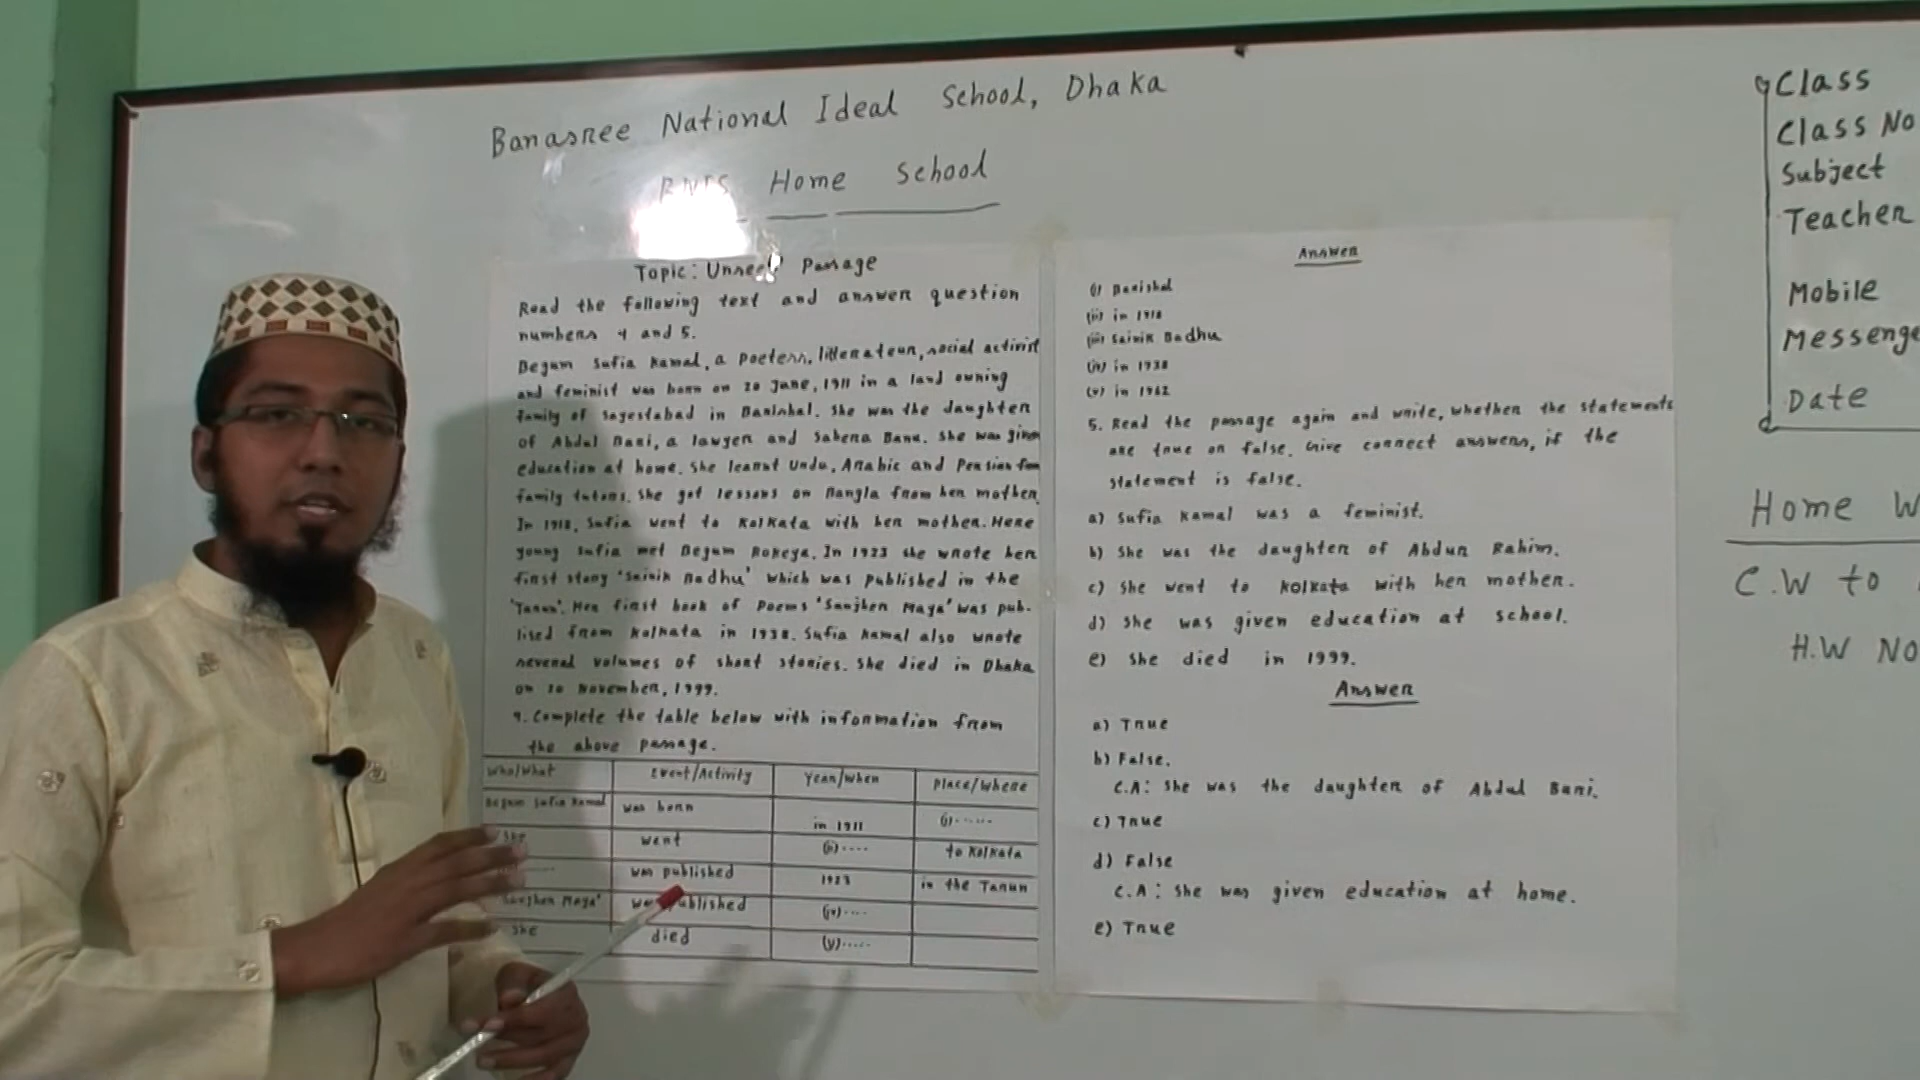 Banasree National Ideal School, Dhaka
BNIS Home School
Topic: Unseen Passage
Read the following text and answer question
numbers 4 and 5.
Begum Sufia Kamal, a poetess, litterateur, social activist
and feminist was born on 20 June, 1911 in a land owning
family of Sayestabad in Barishal. She was the daughter
of Abdul Bari, a lawyer and Sabera Banu. She was given
education at home. She learnt Urdu, Arabic and Persian from
family tutors. She got lessons on Bangla from her mother.
In 1918, Sufia went to Kolkata with her mother. Here
young Sufia met Begum Rokeya. In 1923 she wrote her
first story 'Sainik Badhu' which was published in the
'Tarun'. Her first book of Poems 'Sanjher Maya' was pub-
lised from Kolkata in 1938. Sufia Kamal also wrote
several volumes of short stories. She died in Dhaka
on 20 November, 1999.
4. Complete the table below with information from
the above passage.
Who/What Event/Activity Year/When Place/Where
Begum Sufia Kamal was born in 1911 (i)......
She went (ii).... to Kolkata
was published 1923 in the Tarun
'Sanjher Maya' was published (iv)....
She died (v).....
Answer
(i) Barishal
(ii) in 1918
(iii) Sainik Badhu
(iv) in 1938
(v) in 1962
5. Read the passage again and write, whether the statements
are true or false. Give correct answers, if the
statement is false.
a) Sufia Kamal was a feminist.
b) She was the daughter of Abdur Rahim.
c) She went to Kolkata with her mother.
d) She was given education at school.
e) She died in 1999.
Answer
a) True
b) False.
C.A: She was the daughter of Abdul Bari.
c) True
d) False
C.A: She was given education at home.
e) True
Class
Class No
Subject
Teacher
Mobile
Messenge
Date
Home W
C.W to
H.W No